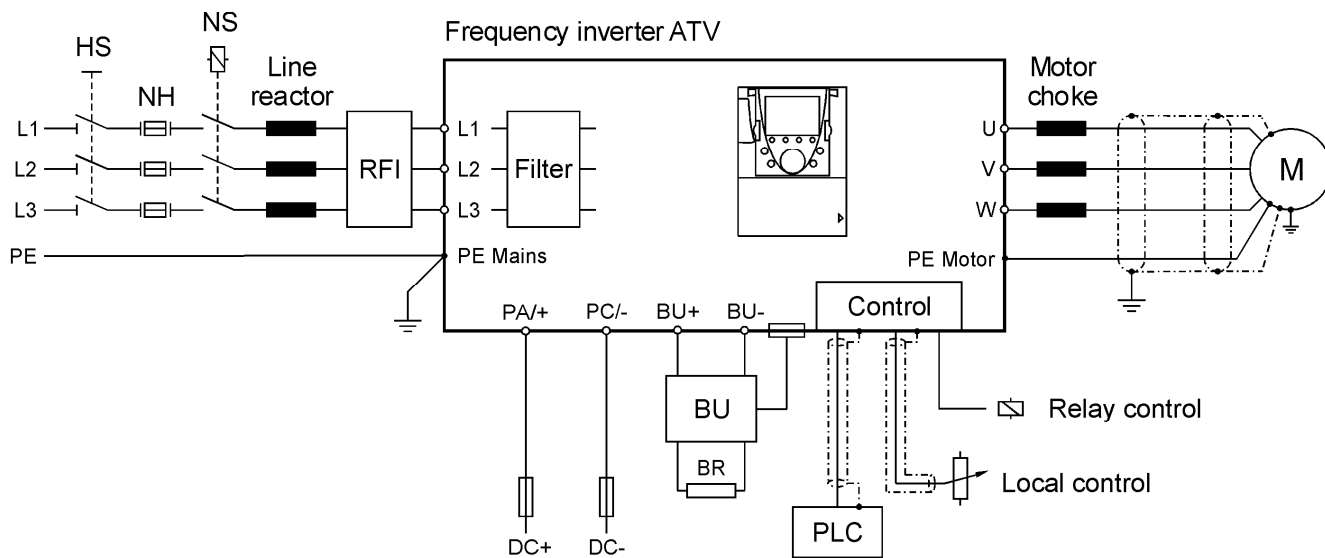 Frequency inverter ATV
HS
NS
NH
Line
reactor
Motor
choke
L1
L2
L3
PE
RFI
L1
L2
L3
Filter
PE Mains
U
V
W
M
PE Motor
PA/+
PC/-
BU+
BU-
Control
BU
BR
Relay control
Local control
PLC
DC+
DC-